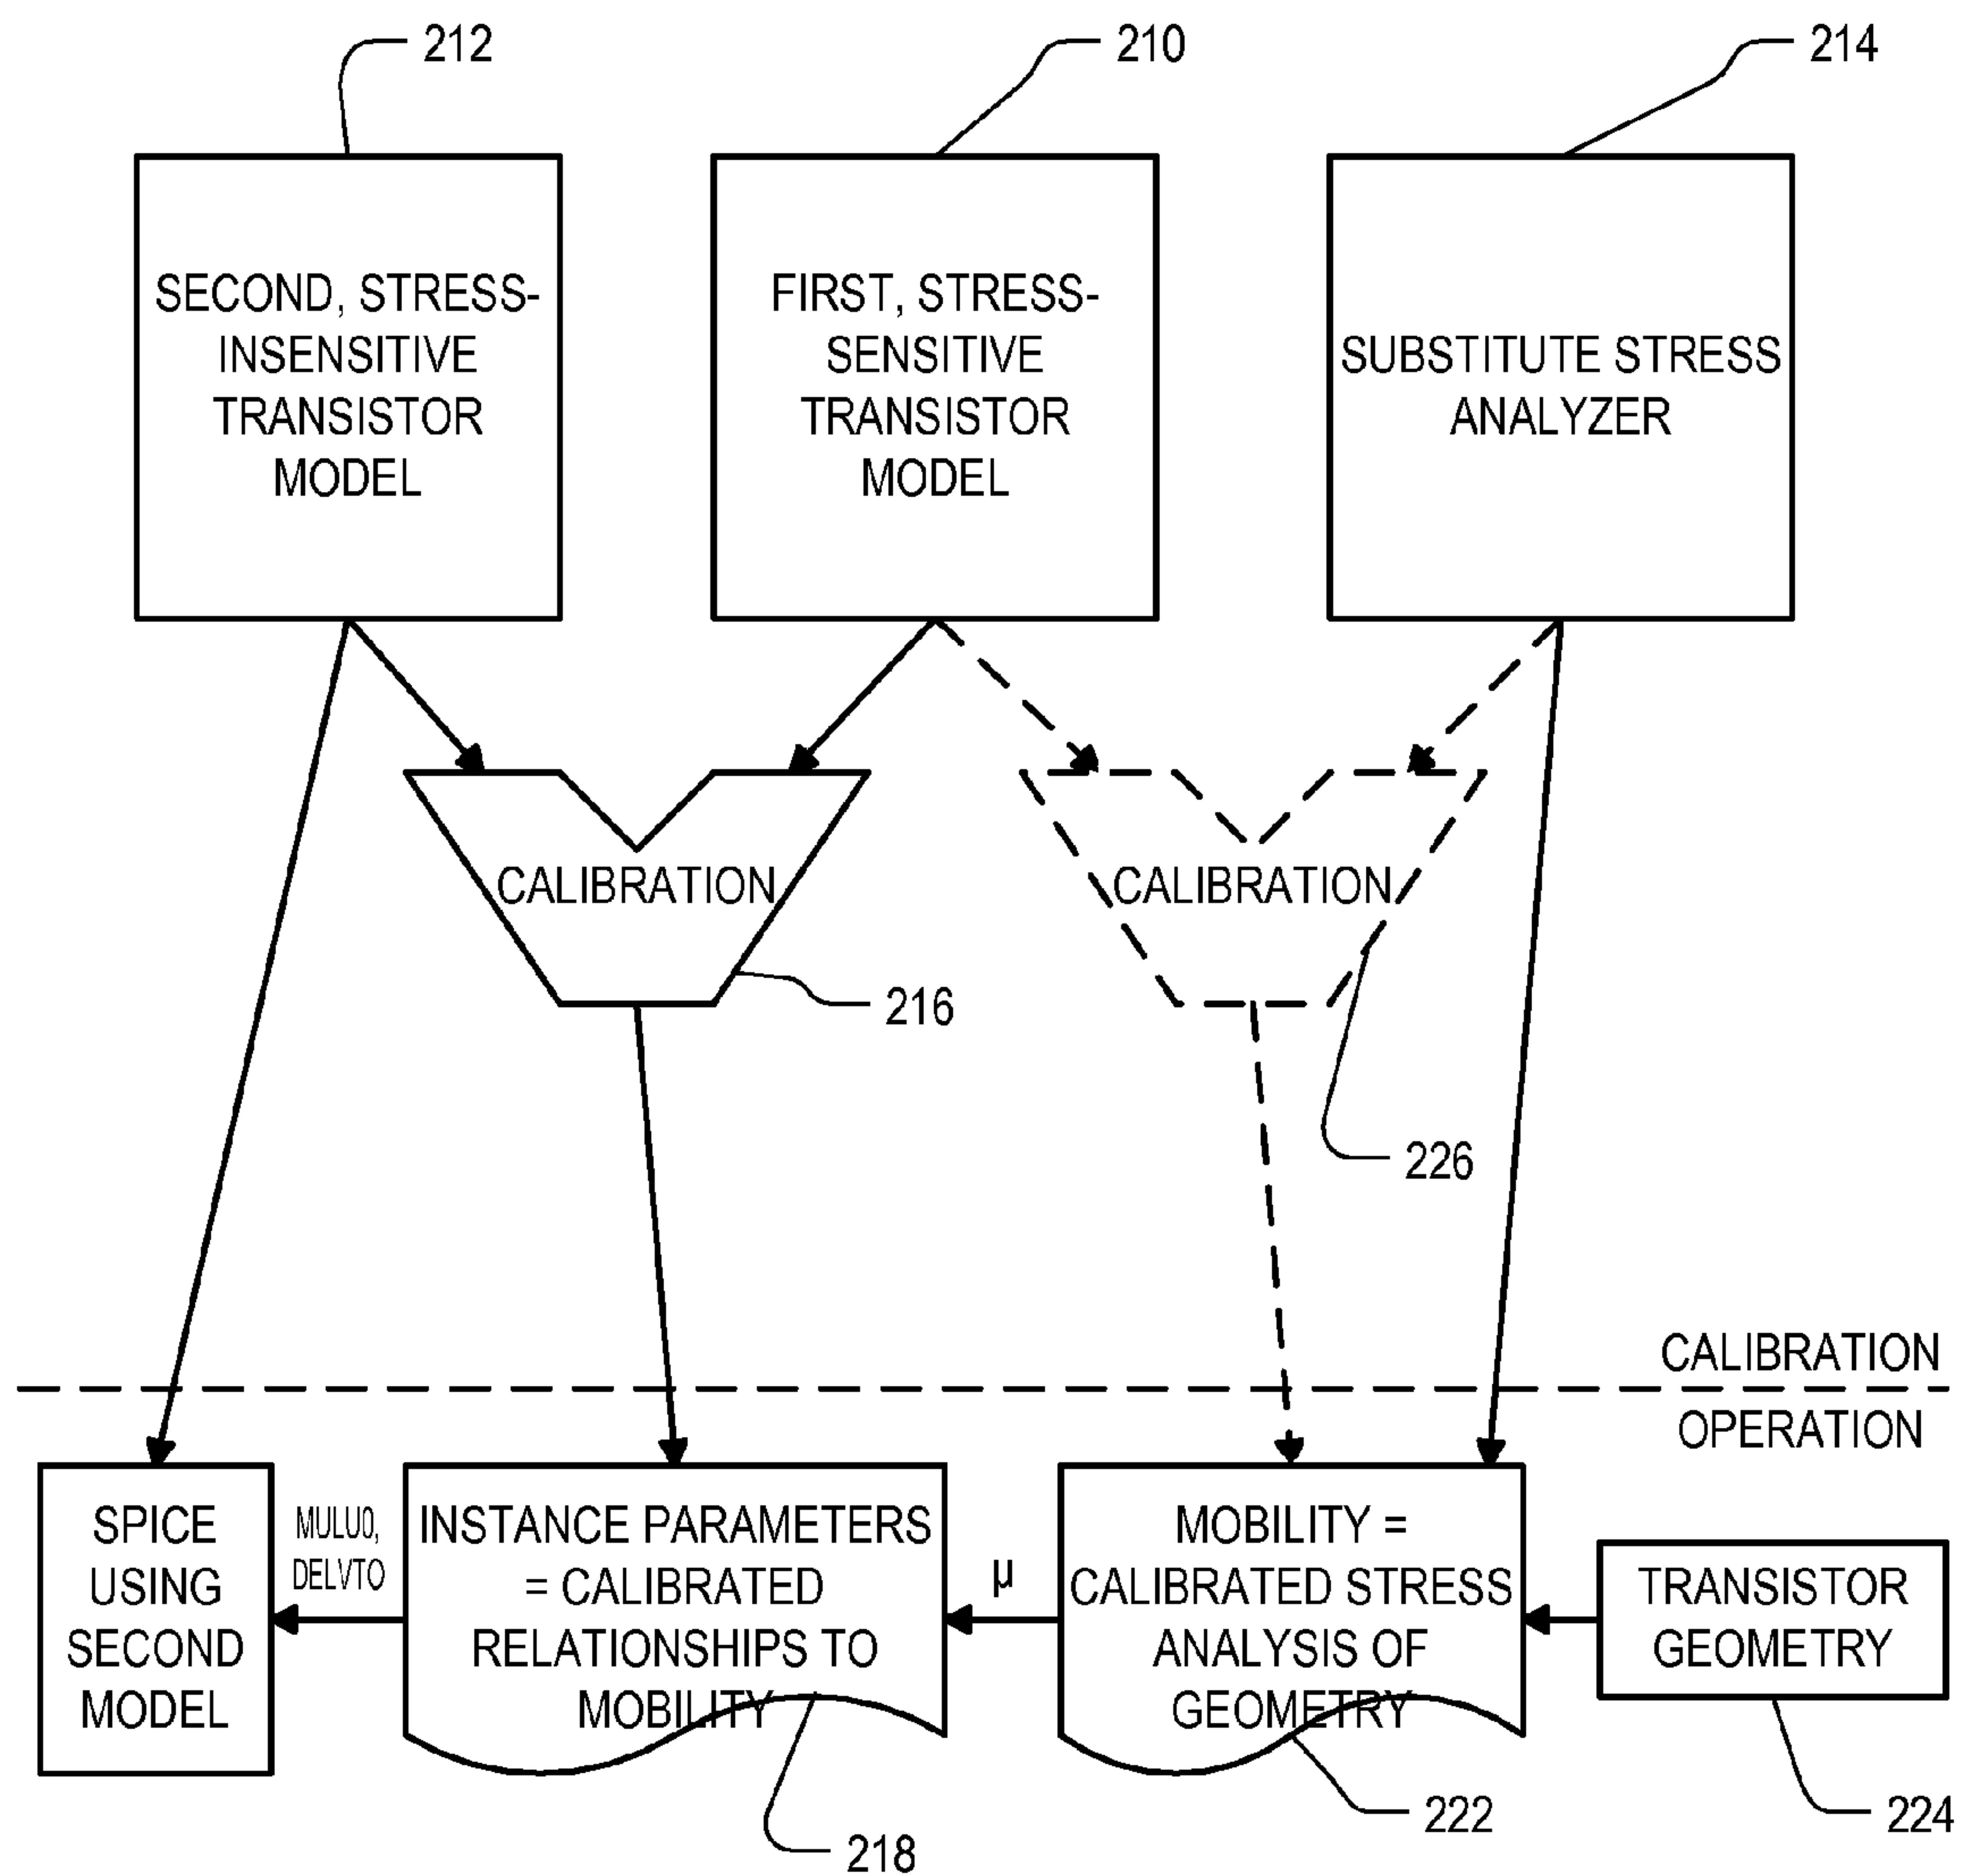 212
210
214
SECOND, STRESS-
INSENSITIVE
TRANSISTOR
MODEL
FIRST, STRESS-
SENSITIVE
TRANSISTOR
MODEL
SUBSTITUTE STRESS
ANALYZER
CALIBRATION
CALIBRATION
216
226
CALIBRATION
OPERATION
SPICE
USING
SECOND
MODEL
MULU0,
DELVTO
INSTANCE PARAMETERS
= CALIBRATED
RELATIONSHIPS TO
MOBILITY
μ
MOBILITY =
CALIBRATED STRESS
ANALYSIS OF
GEOMETRY
TRANSISTOR
GEOMETRY
218
222
224